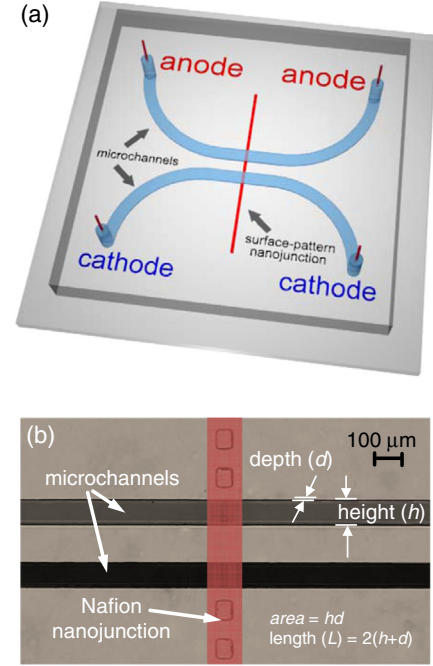 (a)
anode anode
microchannels
surface-pattern
nanojunction
cathode
cathode
(b)
100 μm
depth (d)
microchannels
height (h)
Nafion
nanojunction
area = hd
length (L) = 2(h+d)